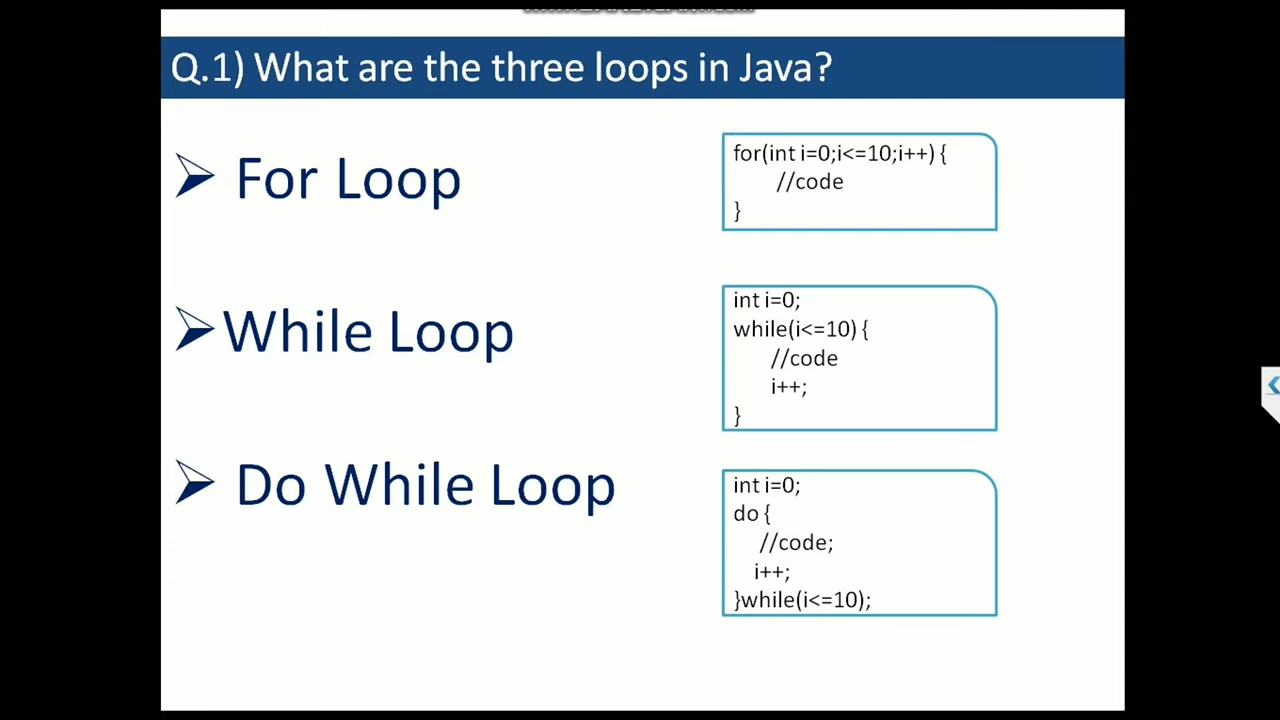 Q.1) What are the three loops in Java?
➢ For Loop
for(int i=0;i<=10;i++) {
//code
}
➢ While Loop
int i=0;
while(i<=10) {
//code
i++;
}
➢ Do While Loop
int i=0;
do {
//code;
i++;
}while(i<=10);